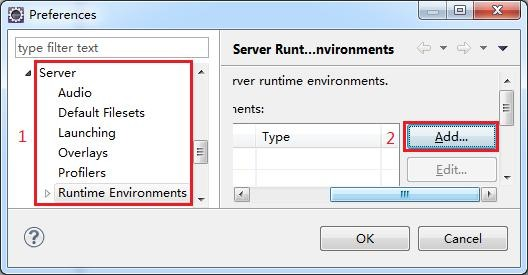 Preferences
type filter text
Server
Audio
Default Filesets
1 Launching
Overlays
Profilers
Runtime Environments
Server Runt...nvironments
rver runtime environments.
nents:
Type
2 Add...
Edit...
OK
Cancel